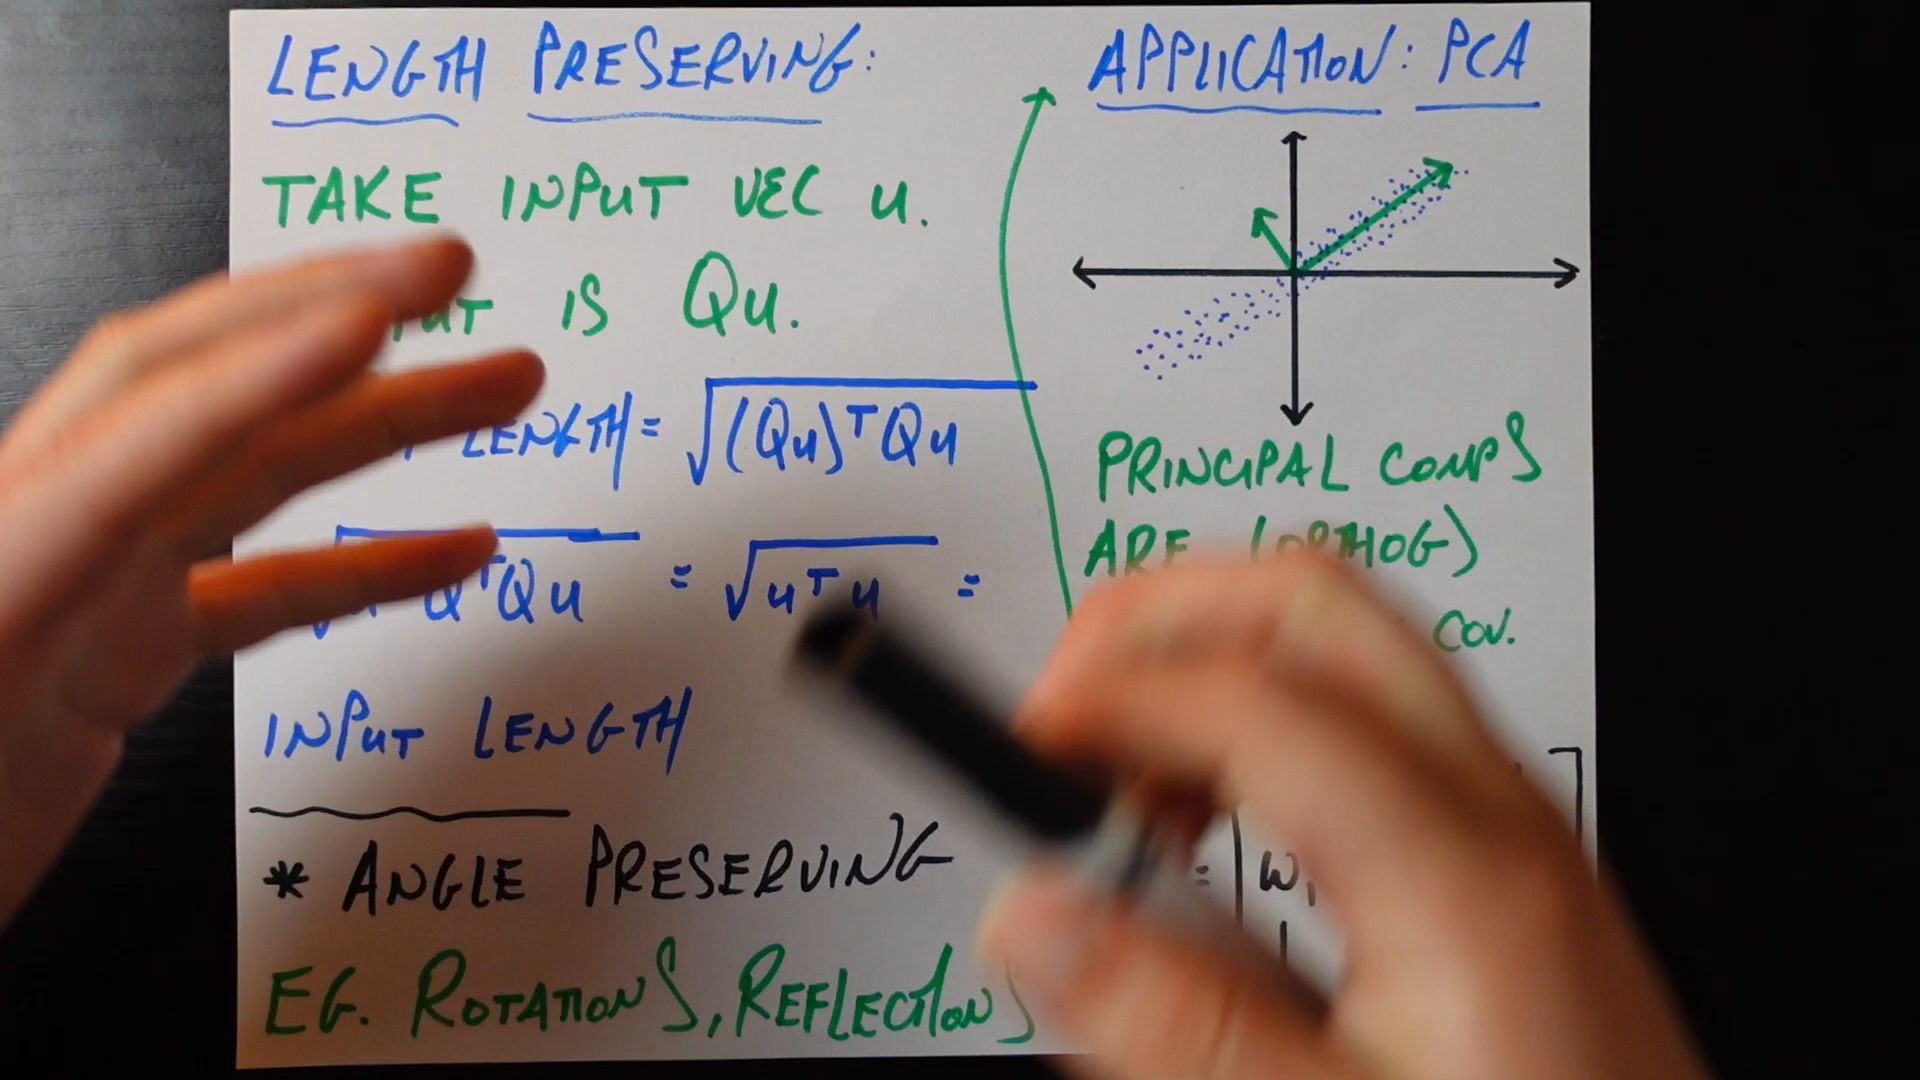 LENGTH PRESERVING:
TAKE INPUT VEC u.
IS Qu.
LENGTH = √(Qu)ᵀQu
QᵀQu = √uᵀu =
INPUT LENGTH
* ANGLE PRESERVING
EG. ROTATIONS, REFLECTIONS
APPLICATION: PCA
PRINCIPAL COMPS
ARE (ORTHOG)
COV.
= w₁